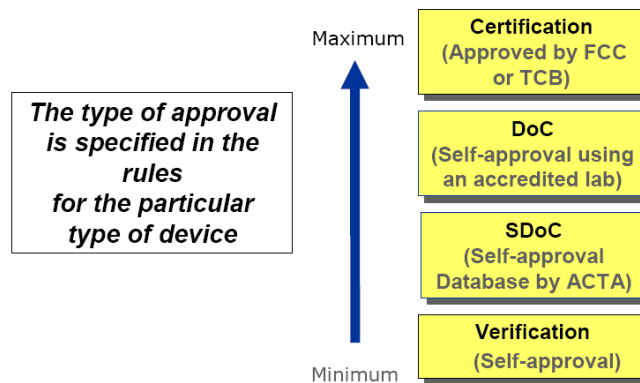 Maximum
Minimum
The type of approval
is specified in the
rules
for the particular
type of device
Certification
(Approved by FCC
or TCB)
DoC
(Self-approval using
an accredited lab)
SDoC
(Self-approval
Database by ACTA)
Verification
(Self-approval)